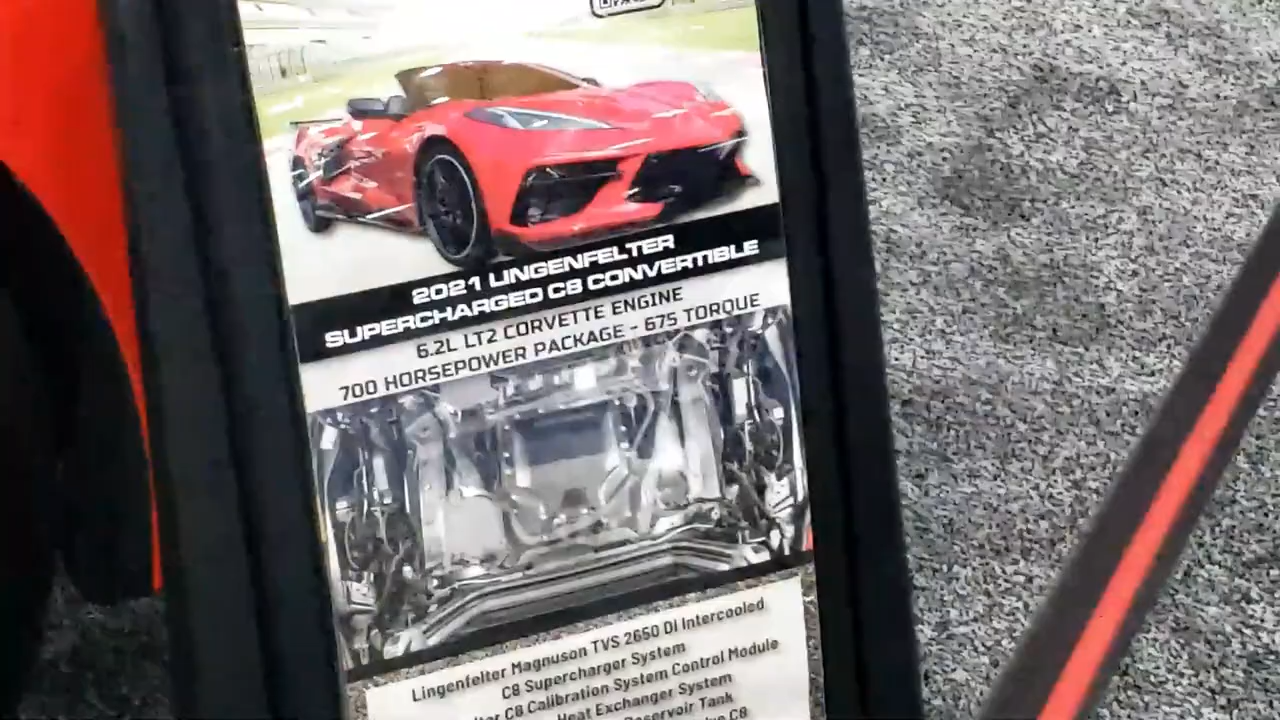 2021 LINGENFELTER
SUPERCHARGED C8 CONVERTIBLE
6.2L LT2 CORVETTE ENGINE
700 HORSEPOWER PACKAGE - 675 TORQUE
Lingenfelter Magnuson TVS 2650 DI Intercooled
C8 Supercharger System
C8 Calibration System Control Module
Heat Exchanger System
Reservoir Tank
C8